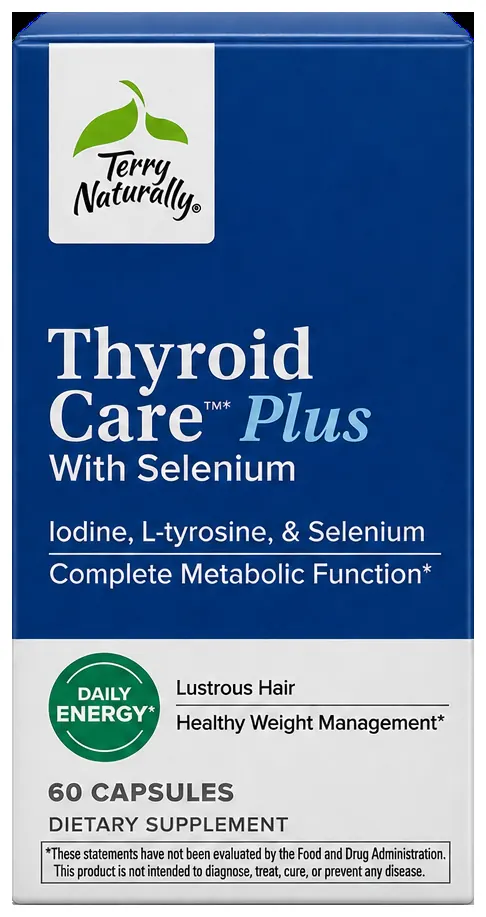 Terry
Naturally®
Thyroid
Care™* Plus
With Selenium
Iodine, L-tyrosine, & Selenium
Complete Metabolic Function*
DAILY
ENERGY*
Lustrous Hair
Healthy Weight Management*
60 CAPSULES
DIETARY SUPPLEMENT
*These statements have not been evaluated by the Food and Drug Administration.
This product is not intended to diagnose, treat, cure, or prevent any disease.